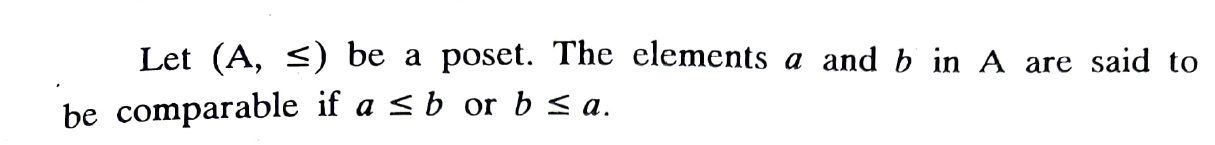 Let (A, ≤) be a poset. The elements a and b in A are said to
be comparable if a ≤ b or b ≤ a.